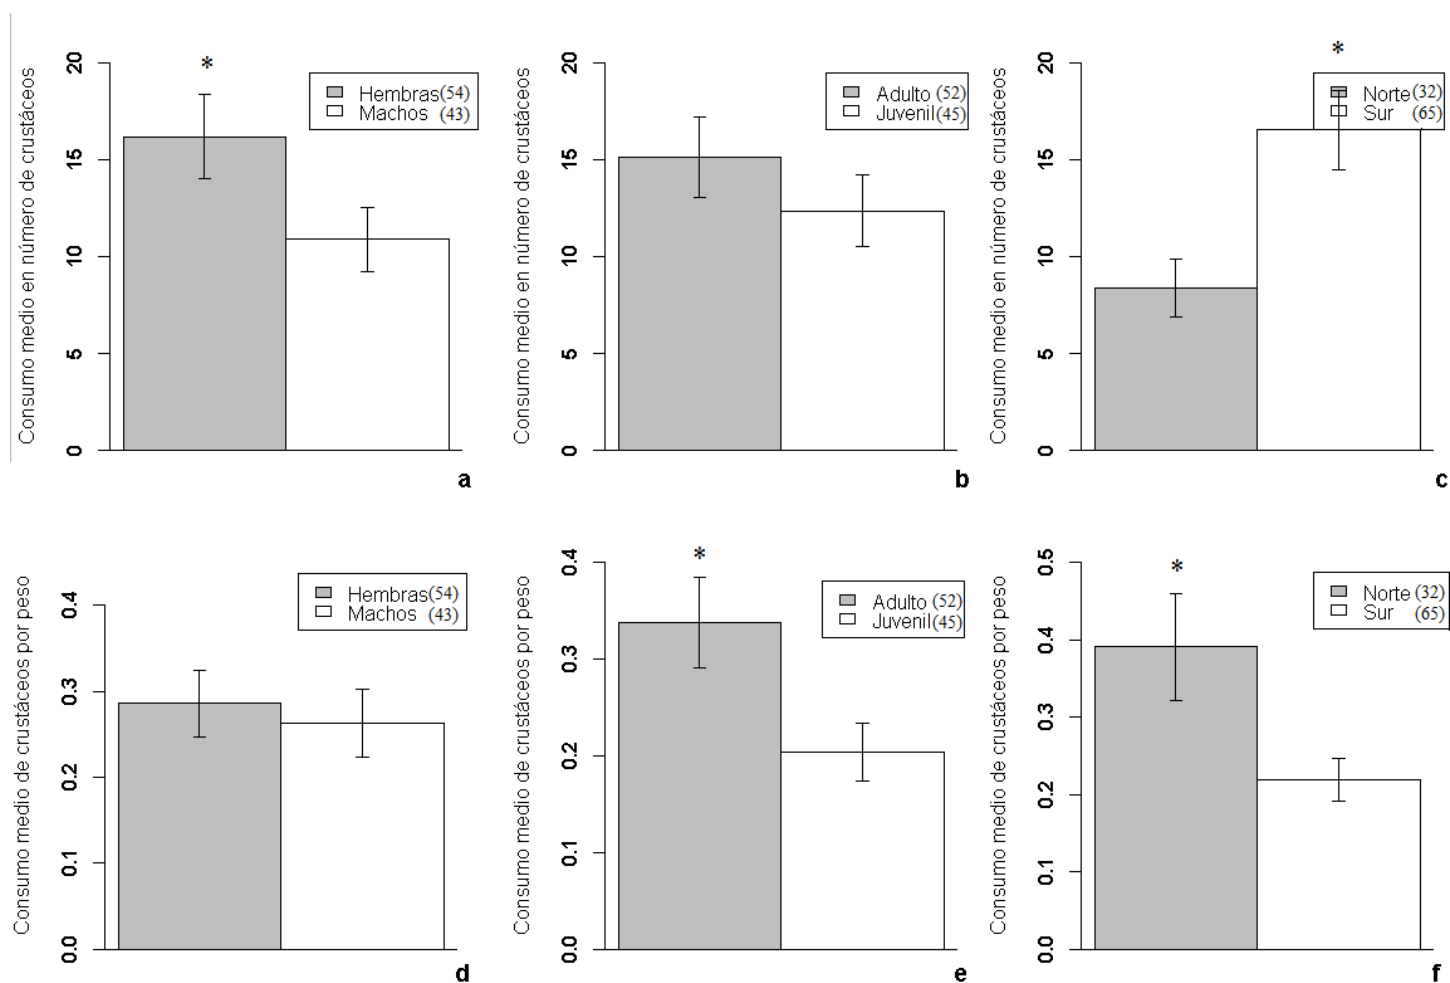 Consumo medio en número de crustáceos
20
15
10
5
0
*
Hembras(54)
Machos (43)
a
Consumo medio en número de crustáceos
20
15
10
5
0
Adulto (52)
Juvenil(45)
b
Consumo medio en número de crustáceos
20
15
10
5
0
*
Norte (32)
Sur (65)
c
Consumo medio de crustáceos por peso
0.4
0.3
0.2
0.1
0.0
Hembras(54)
Machos (43)
d
Consumo medio de crustáceos por peso
0.4
0.3
0.2
0.1
0.0
*
Adulto (52)
Juvenil(45)
e
Consumo medio de crustáceos por peso
0.5
0.4
0.3
0.2
0.1
0.0
*
Norte (32)
Sur (65)
f